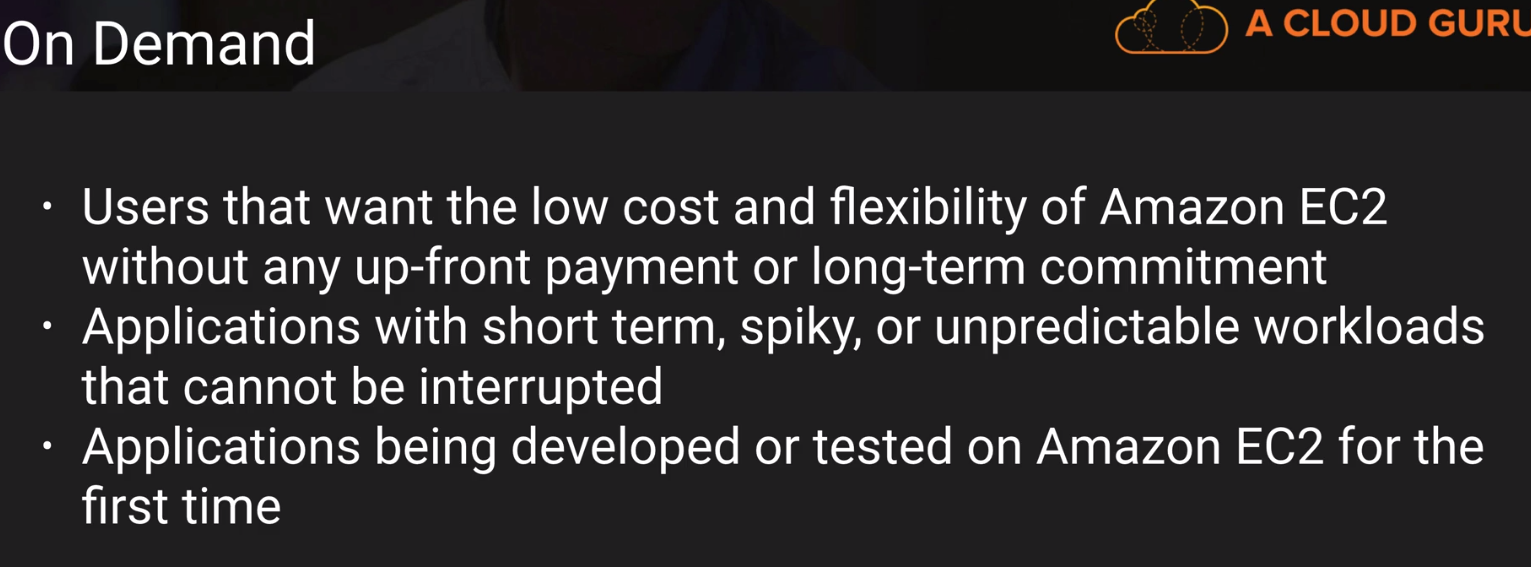 On Demand
A CLOUD GURU
• Users that want the low cost and flexibility of Amazon EC2
without any up-front payment or long-term commitment
• Applications with short term, spiky, or unpredictable workloads
that cannot be interrupted
• Applications being developed or tested on Amazon EC2 for the
first time